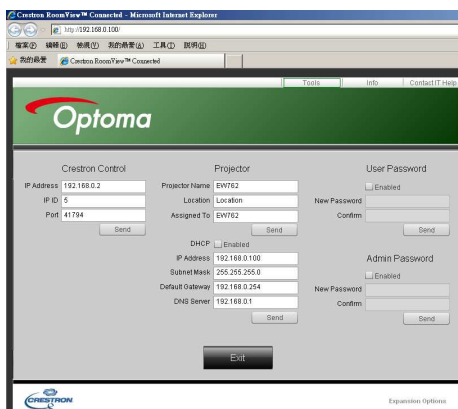 Crestron RoomView™ Connected - Microsoft Internet Explorer
http://192.168.0.100/
檔案(F) 編輯(E) 檢視(V) 我的最愛(A) 工具(T) 說明(H)
我的最愛 Crestron RoomView™ Connected
Tools Info Contact IT Help
Optoma
Crestron Control
IP Address 192.168.0.2
IP ID 5
Port 41794
Send
Projector
Projector Name EW762
Location Location
Assigned To EW762
Send
DHCP Enabled
IP Address 192.168.0.100
Subnet Mask 255.255.255.0
Default Gateway 192.168.0.254
DNS Server 192.168.0.1
Send
User Password
Enabled
New Password
Confirm
Send
Admin Password
Enabled
New Password
Confirm
Send
Exit
CRESTRON
Expansion Options